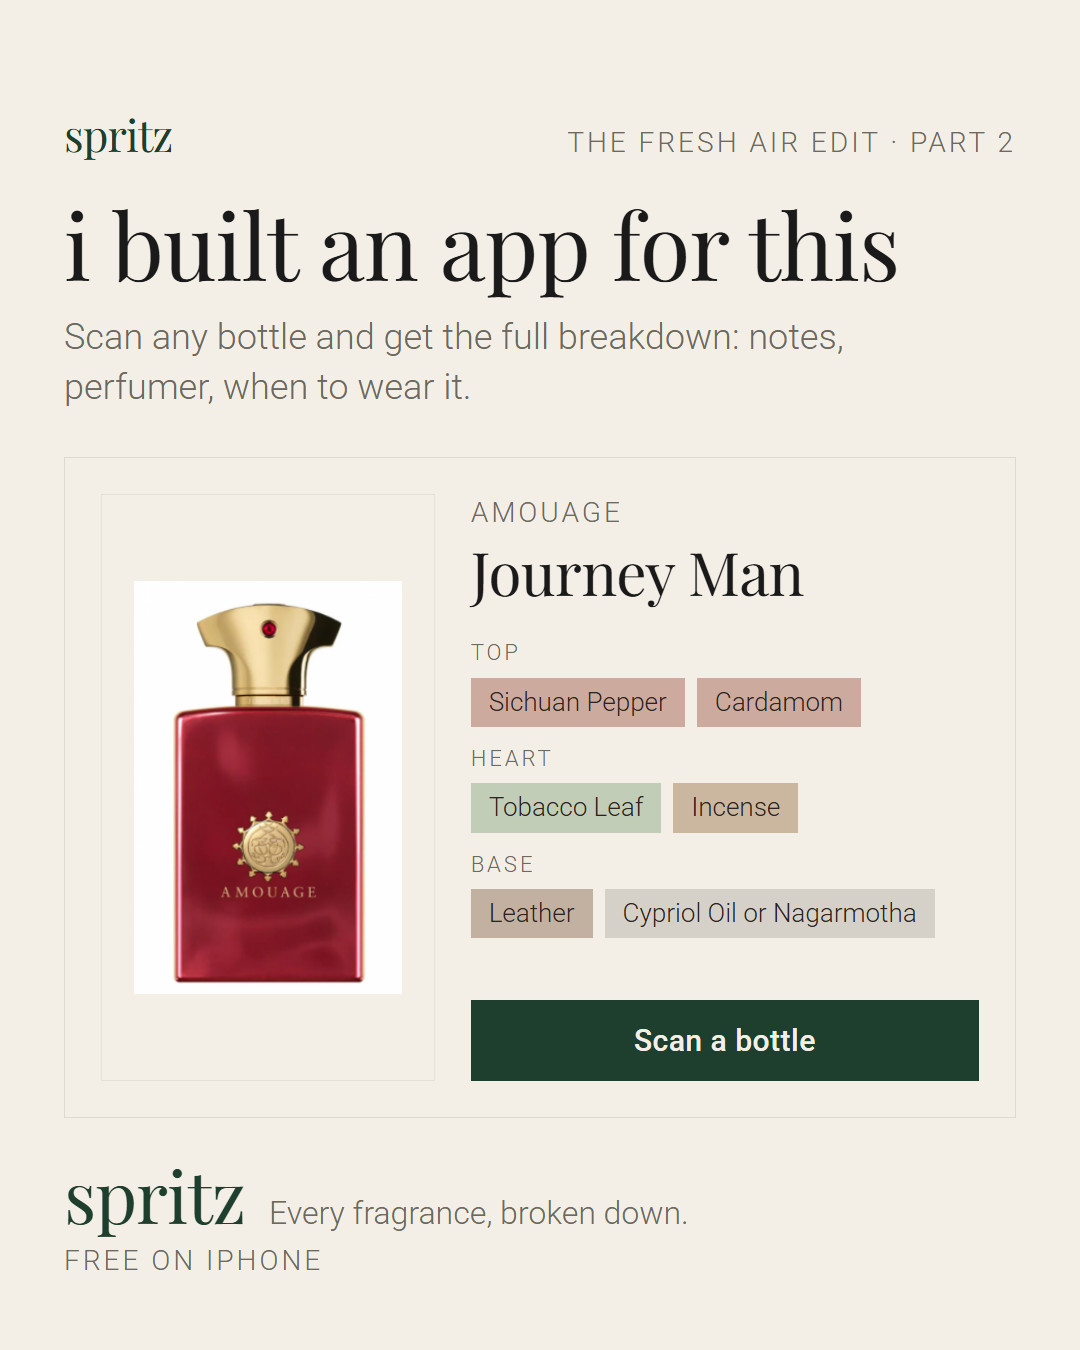 spritz
THE FRESH AIR EDIT · PART 2
i built an app for this
Scan any bottle and get the full breakdown: notes,
perfumer, when to wear it.
AMOUAGE
Journey Man
TOP
Sichuan Pepper
Cardamom
HEART
Tobacco Leaf
Incense
BASE
Leather
Cypriol Oil or Nagarmotha
AMOUAGE
Scan a bottle
spritz
Every fragrance, broken down.
FREE ON IPHONE